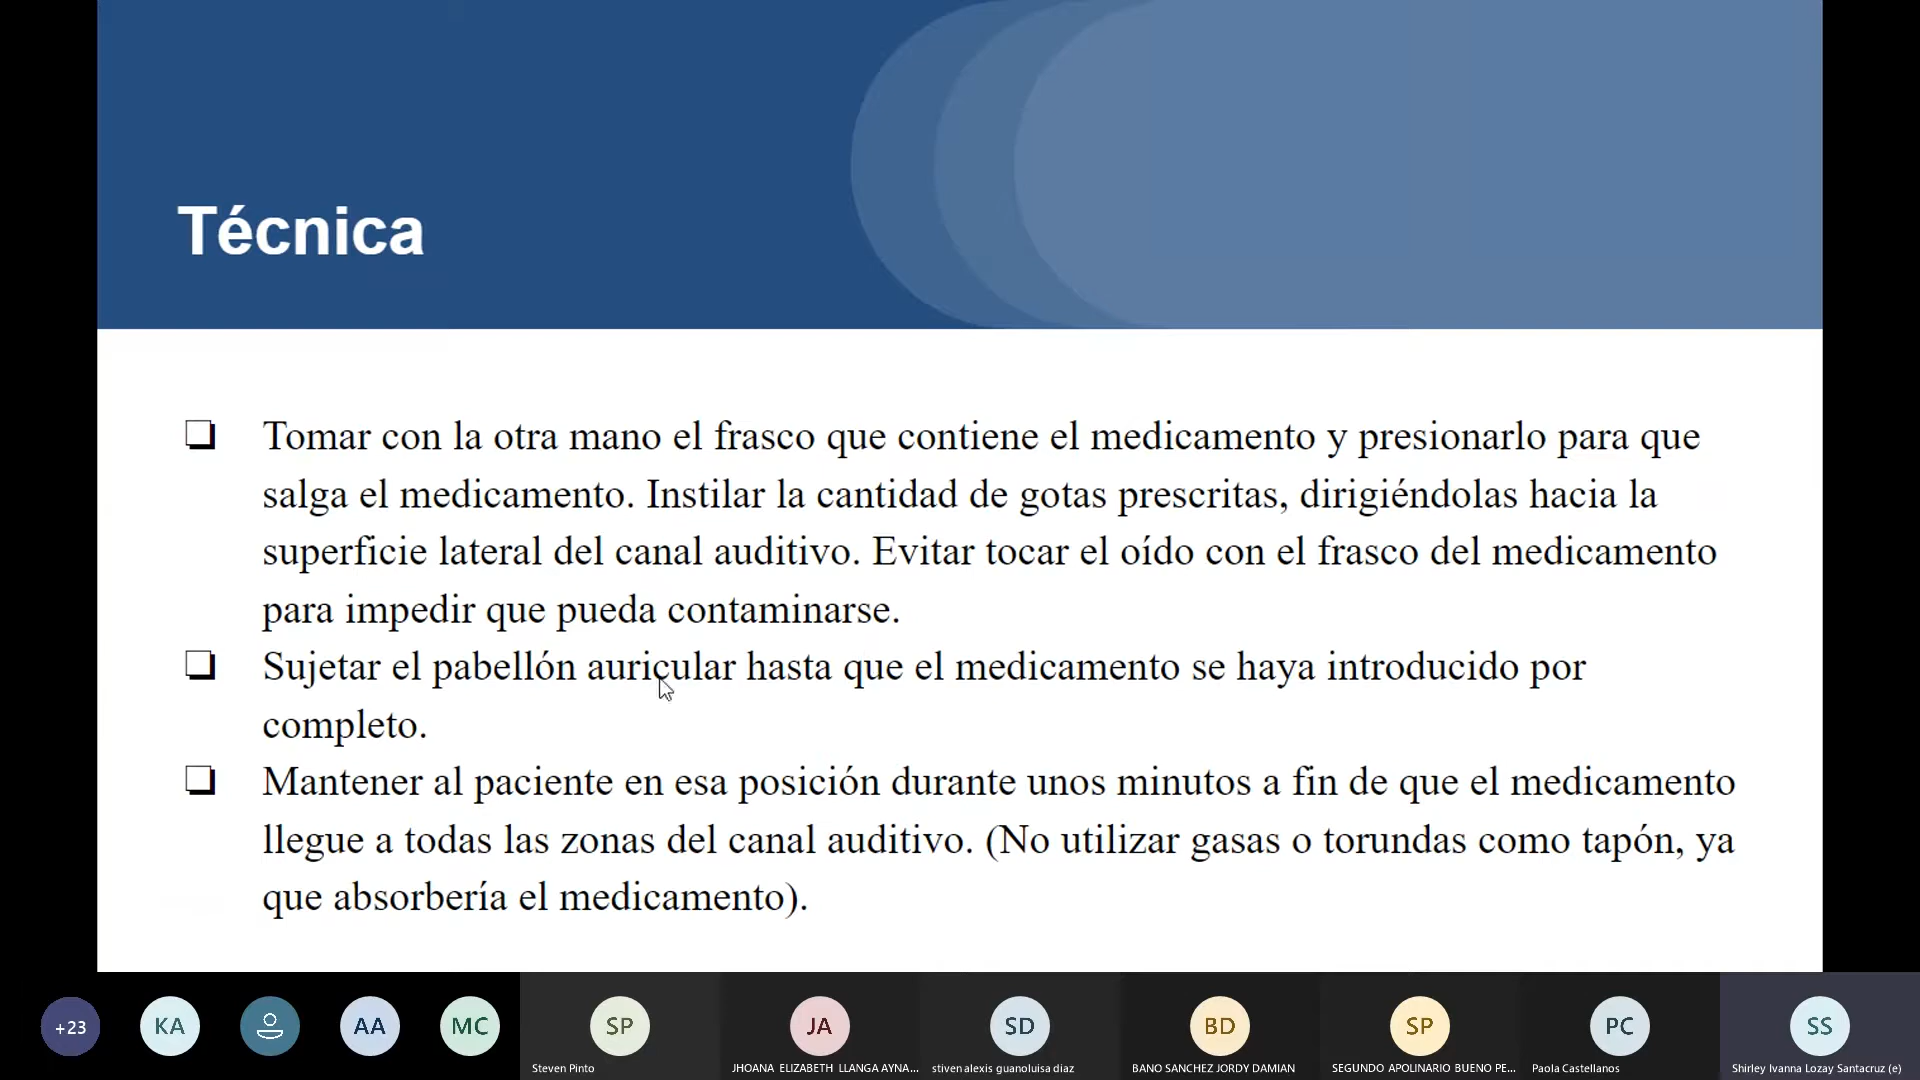 Técnica
Tomar con la otra mano el frasco que contiene el medicamento y presionarlo para que
salga el medicamento. Instilar la cantidad de gotas prescritas, dirigiéndolas hacia la
superficie lateral del canal auditivo. Evitar tocar el oído con el frasco del medicamento
para impedir que pueda contaminarse.
Sujetar el pabellón auricular hasta que el medicamento se haya introducido por
completo.
Mantener al paciente en esa posición durante unos minutos a fin de que el medicamento
llegue a todas las zonas del canal auditivo. (No utilizar gasas o torundas como tapón, ya
que absorbería el medicamento).
+23
KA
AA
MC
SP
JA
SD
BD
SP
PC
SS
Steven Pinto
JHOANA ELIZABETH LLANGA AYNA...
stiven alexis guanoluisa diaz
BANO SANCHEZ JORDY DAMIAN
SEGUNDO APOLINARIO BUENO PE...
Paola Castellanos
Shirley Ivanna Lozay Santacruz (e)